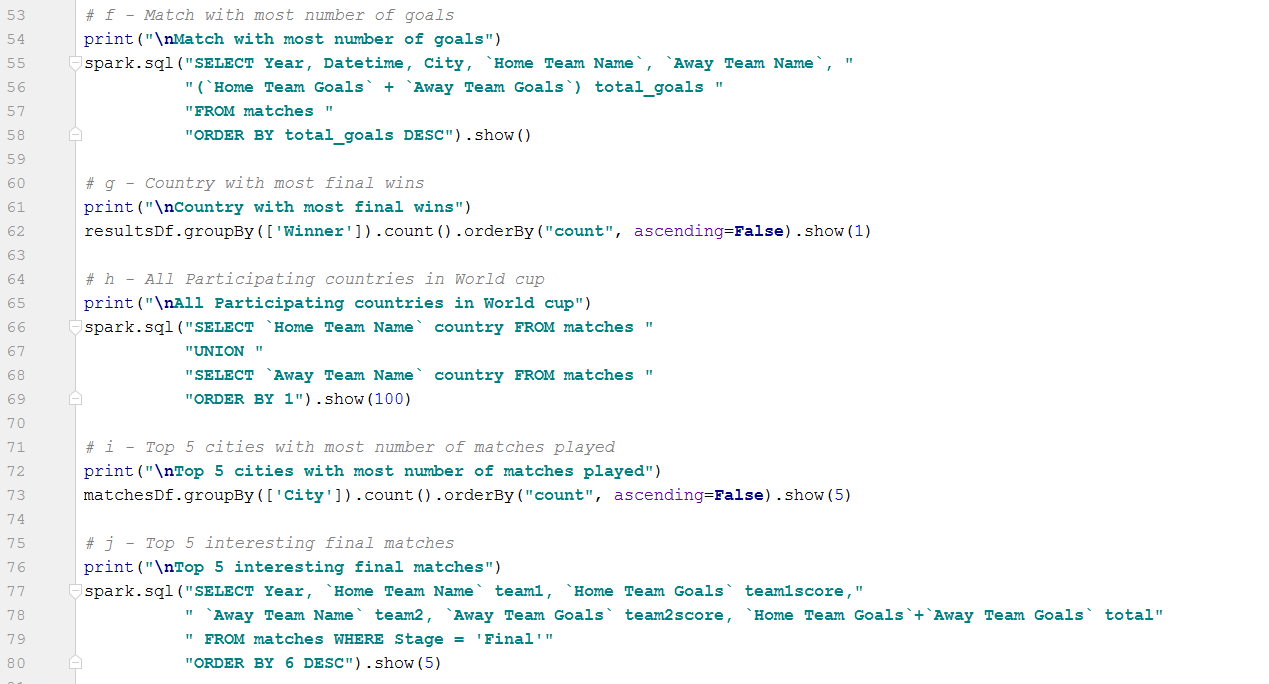 53 # f - Match with most number of goals
54 print("\nMatch with most number of goals")
55 spark.sql("SELECT Year, Datetime, City, `Home Team Name`, `Away Team Name`, "
56 "(`Home Team Goals` + `Away Team Goals`) total_goals "
57 "FROM matches "
58 "ORDER BY total_goals DESC").show()
59
60 # g - Country with most final wins
61 print("\nCountry with most final wins")
62 resultsDf.groupBy(['Winner']).count().orderBy("count", ascending=False).show(1)
63
64 # h - All Participating countries in World cup
65 print("\nAll Participating countries in World cup")
66 spark.sql("SELECT `Home Team Name` country FROM matches "
67 "UNION "
68 "SELECT `Away Team Name` country FROM matches "
69 "ORDER BY 1").show(100)
70
71 # i - Top 5 cities with most number of matches played
72 print("\nTop 5 cities with most number of matches played")
73 matchesDf.groupBy(['City']).count().orderBy("count", ascending=False).show(5)
74
75 # j - Top 5 interesting final matches
76 print("\nTop 5 interesting final matches")
77 spark.sql("SELECT Year, `Home Team Name` team1, `Home Team Goals` team1score,"
78 " `Away Team Name` team2, `Away Team Goals` team2score, `Home Team Goals`+`Away Team Goals` total"
79 " FROM matches WHERE Stage = 'Final'"
80 "ORDER BY 6 DESC").show(5)